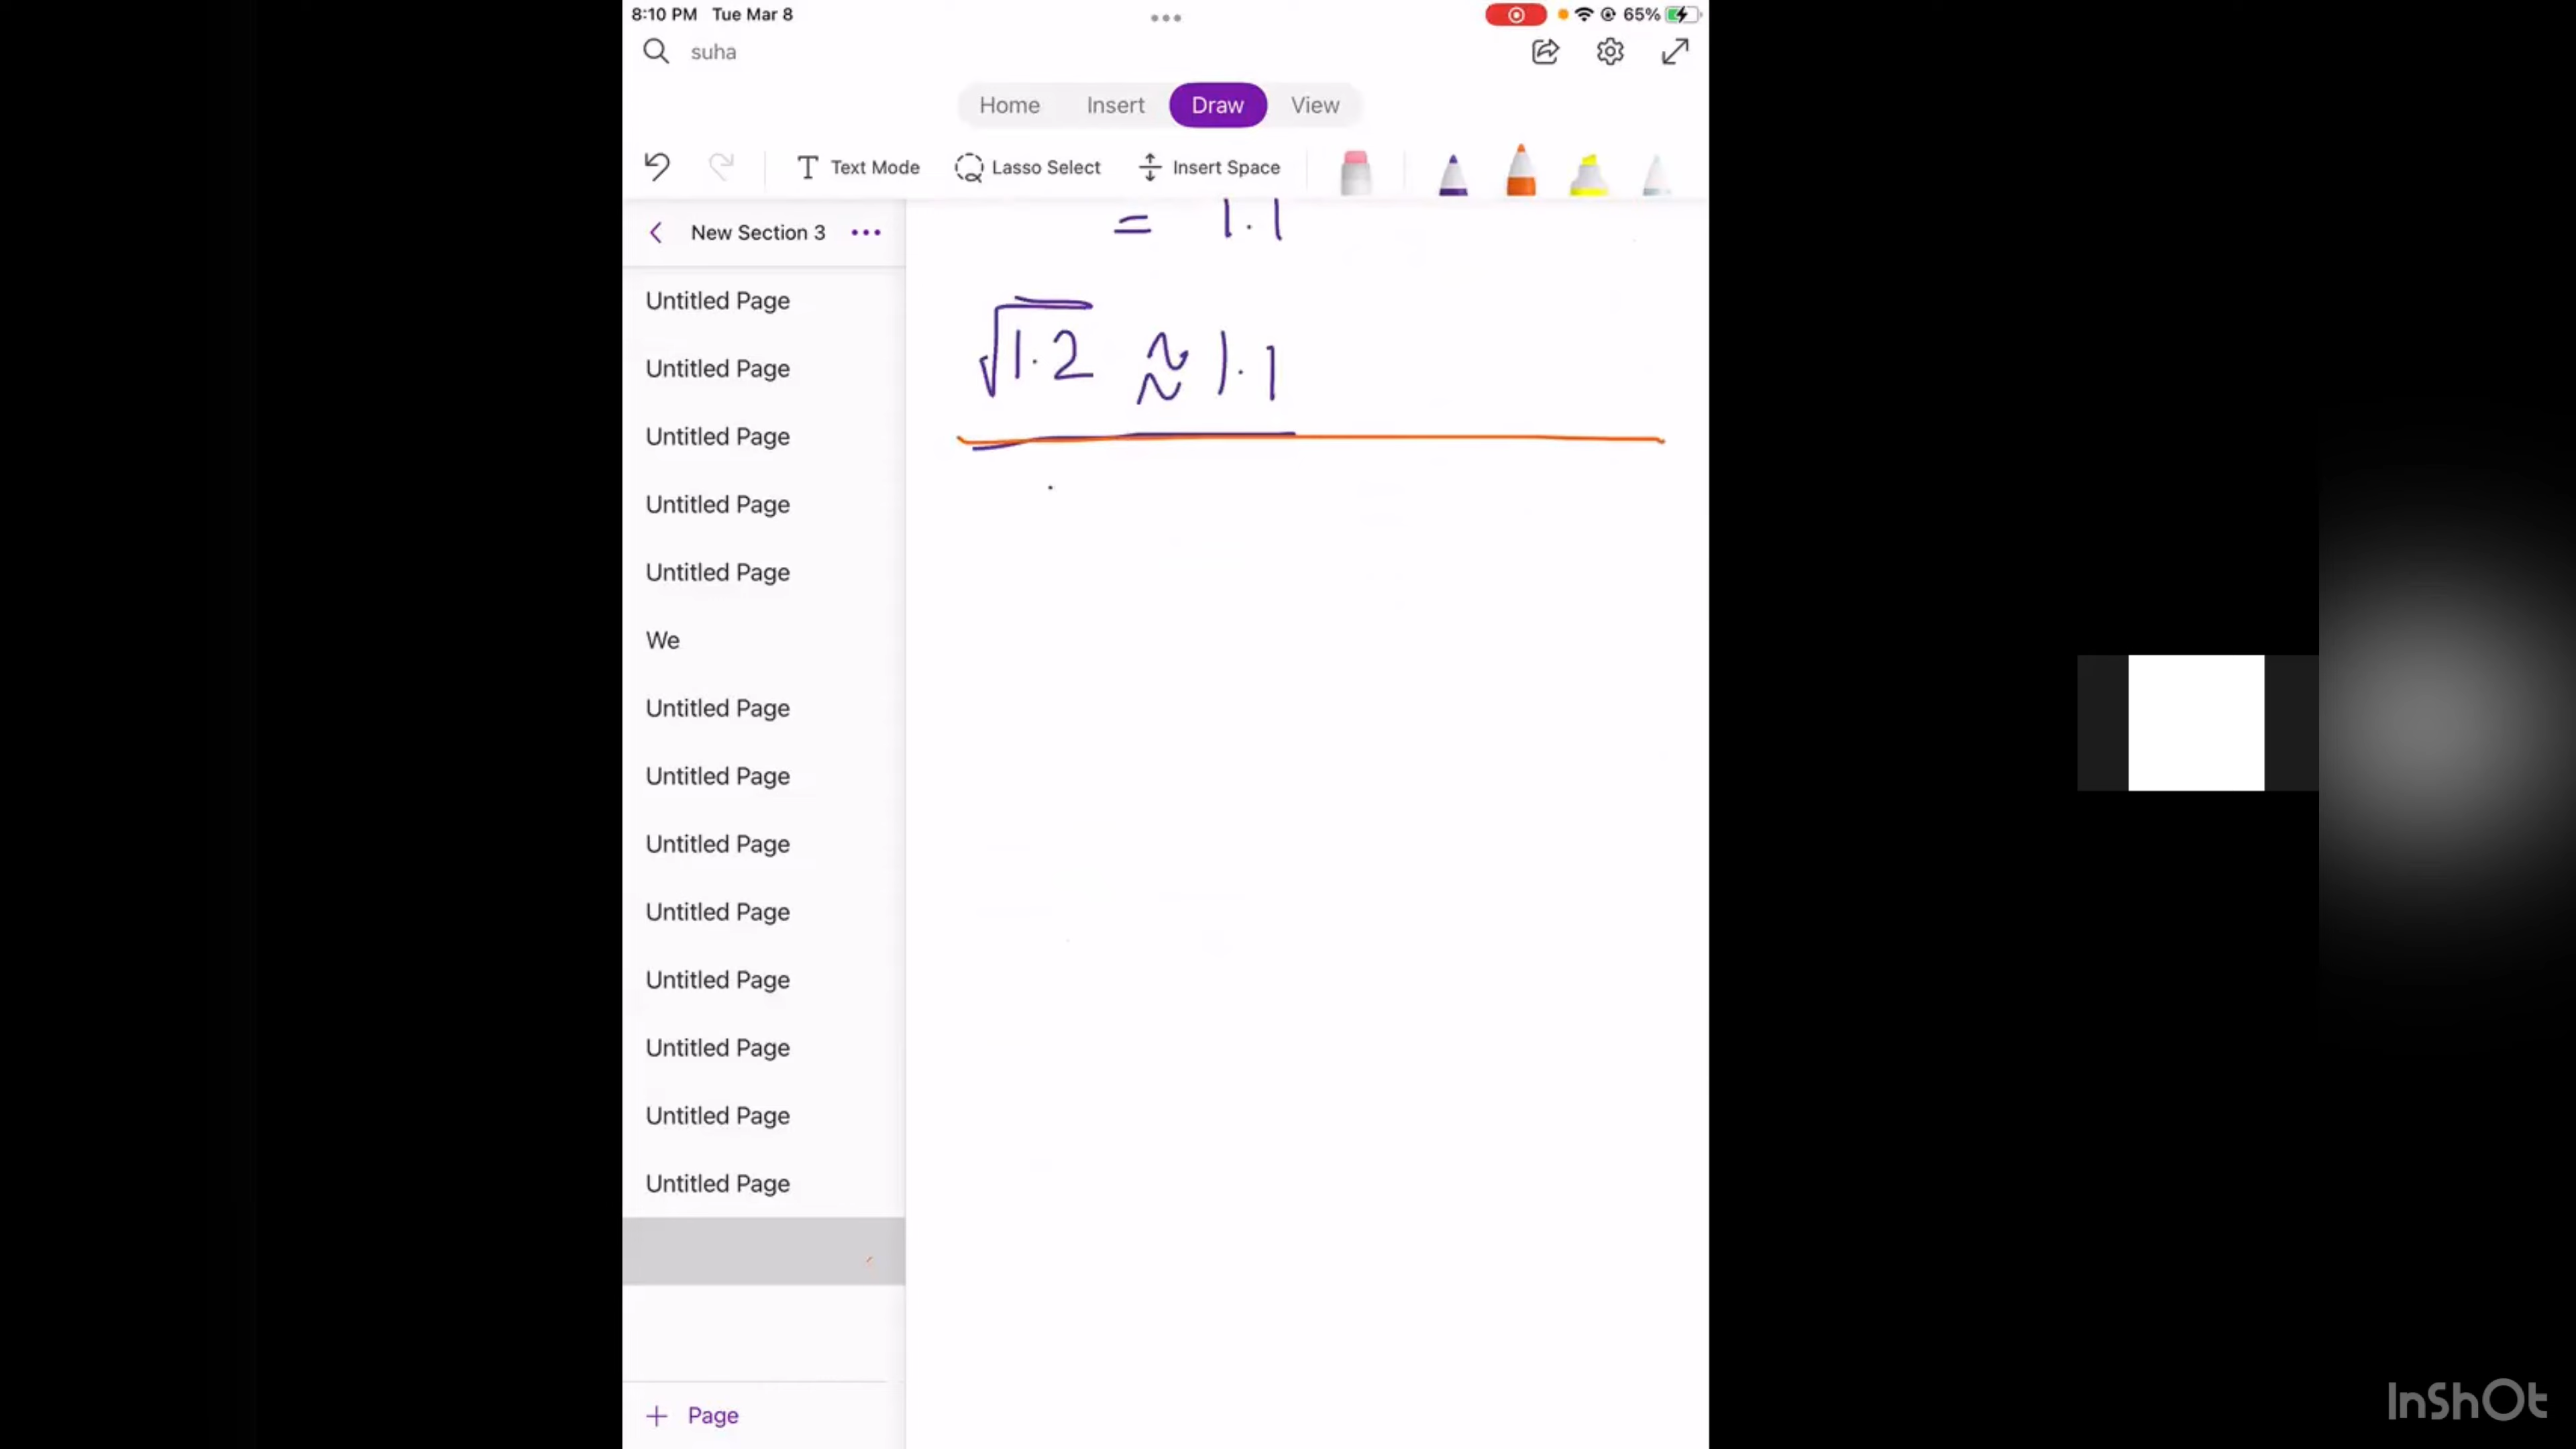 8:10 PM Tue Mar 8
65%
suha
Home Insert Draw View
Text Mode Lasso Select Insert Space
New Section 3
= 1.1
√1.2 ≈ 1.1
Untitled Page
Untitled Page
Untitled Page
Untitled Page
Untitled Page
We
Untitled Page
Untitled Page
Untitled Page
Untitled Page
Untitled Page
Untitled Page
Untitled Page
Untitled Page
+ Page
InShOt